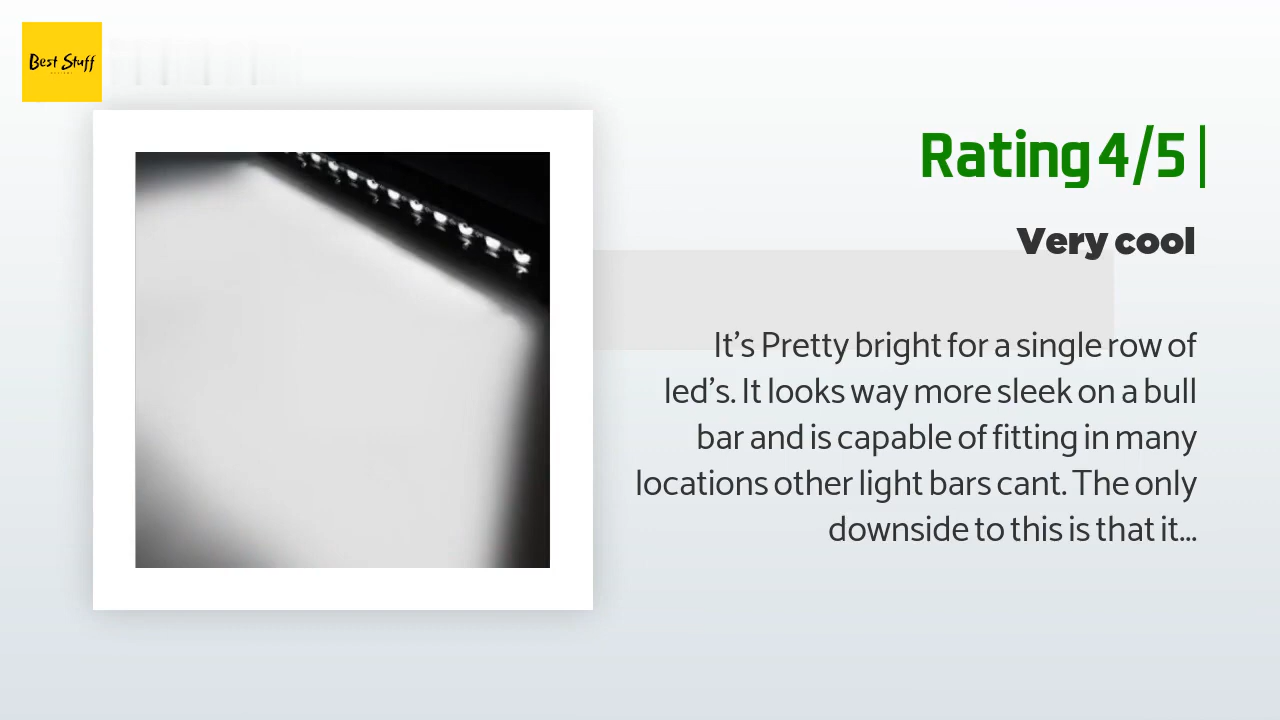 Best Stuff
Rating 4/5 |
Very cool
It's Pretty bright for a single row of
led's. It looks way more sleek on a bull
bar and is capable of fitting in many
locations other light bars cant. The only
downside to this is that it...